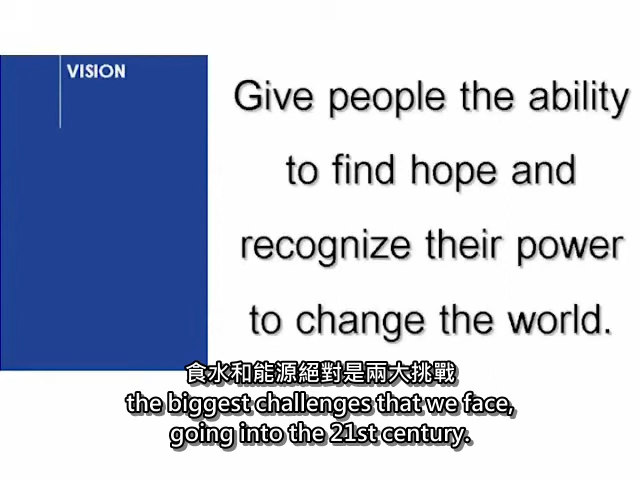 VISION
Give people the ability
to find hope and
recognize their power
to change the world.
食水和能源絕對是兩大挑戰
the biggest challenges that we face,
going into the 21st century.